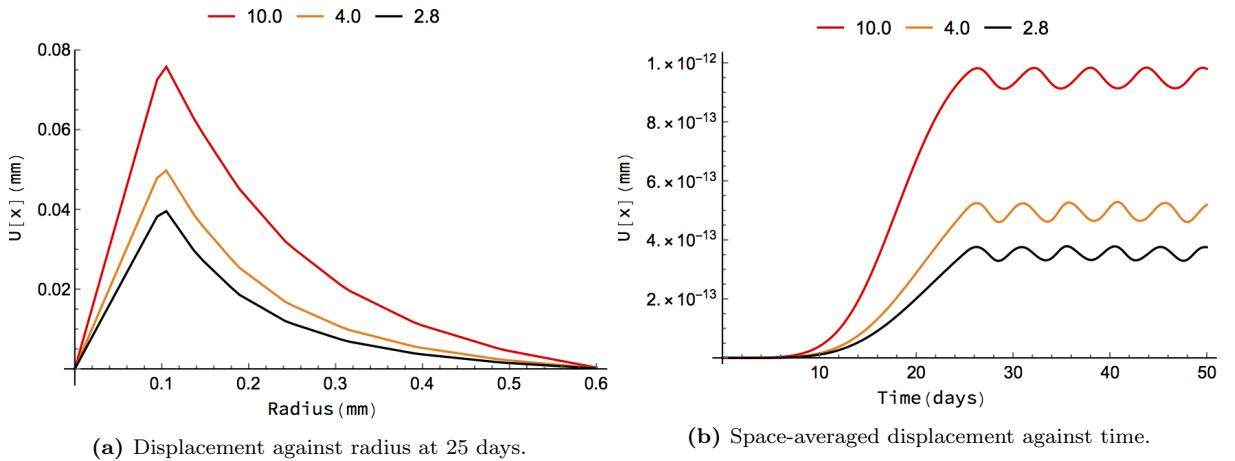 10.0 4.0 2.8
0.08
0.06
0.04
0.02
U[x](mm)
0.1 0.2 0.3 0.4 0.5 0.6
Radius(mm)
(a) Displacement against radius at 25 days.
10.0 4.0 2.8
1.×10⁻¹²
8.×10⁻¹³
6.×10⁻¹³
4.×10⁻¹³
2.×10⁻¹³
U[x](mm)
10 20 30 40 50
Time(days)
(b) Space-averaged displacement against time.